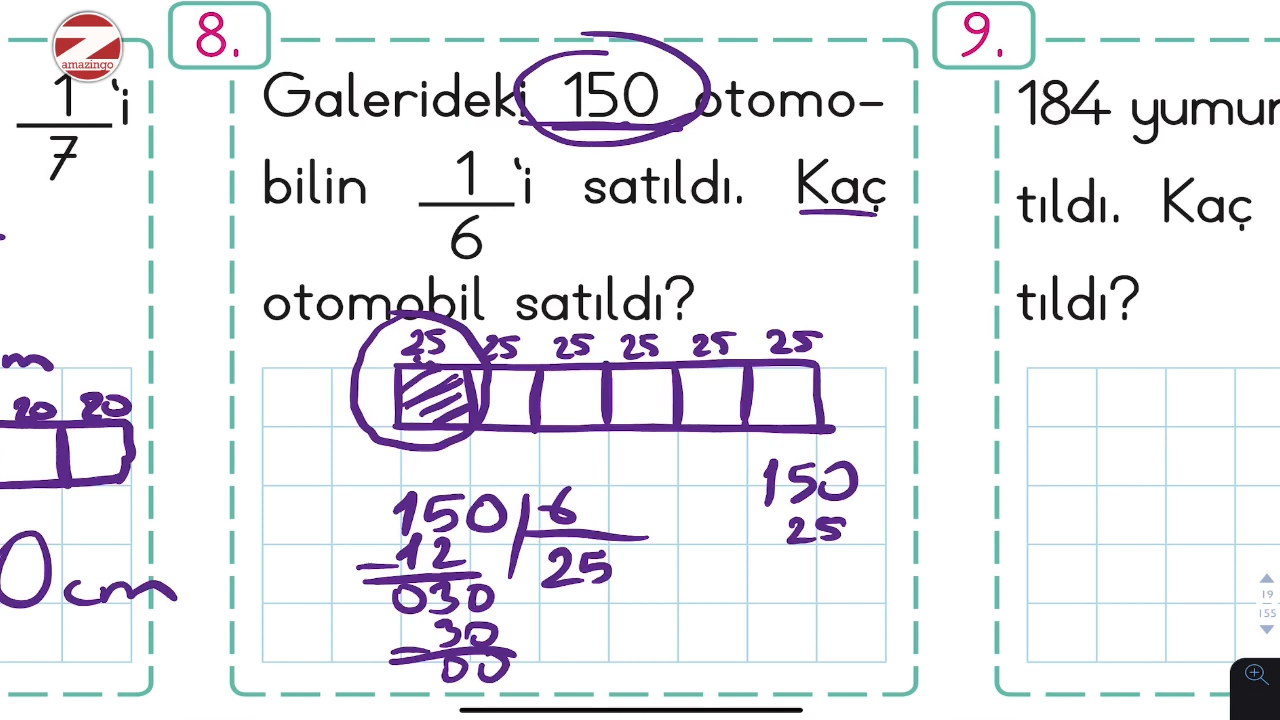 amazingo
1
7
'i
m
20 20
0 cm
8.
Galerideki 150 otomo-
bilin 1/6 'i satıldı. Kaç
otomobil satıldı?
25 25 25 25 25 25
150 6
12 25
030
30
00
150
25
9.
184 yumur
tıldı. Kaç
tıldı?
19
155